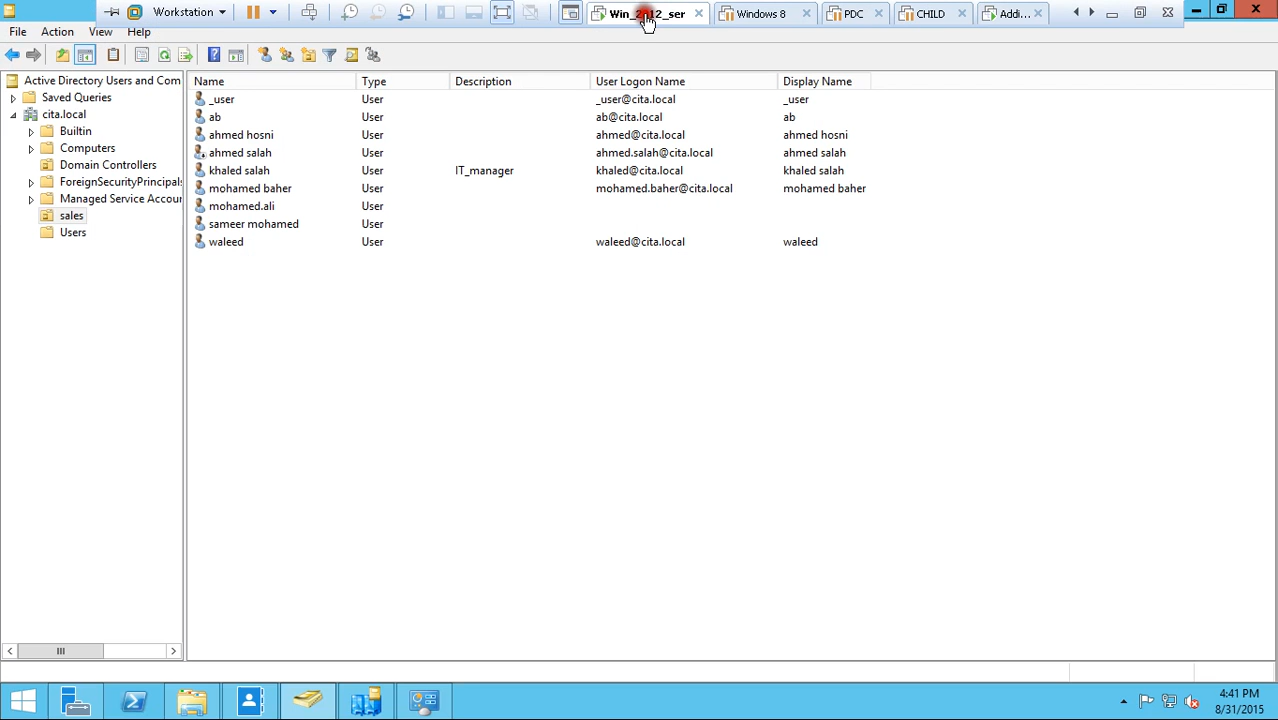 Workstation Win_2012_ser Windows 8 PDC CHILD Addi...
File Action View Help
Active Directory Users and Com
Saved Queries
cita.local
Builtin
Computers
Domain Controllers
ForeignSecurityPrincipals
Managed Service Accour
sales
Users
Name Type Description User Logon Name Display Name
_user User _user@cita.local _user
ab User ab@cita.local ab
ahmed hosni User ahmed@cita.local ahmed hosni
ahmed salah User ahmed.salah@cita.local ahmed salah
khaled salah User IT_manager khaled@cita.local khaled salah
mohamed baher User mohamed.baher@cita.local mohamed baher
mohamed.ali User
sameer mohamed User
waleed User waleed@cita.local waleed
4:41 PM
8/31/2015